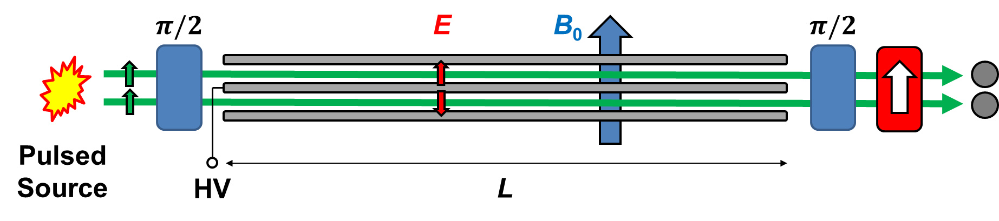 π/2
E
B₀
π/2
Pulsed
Source
HV
L